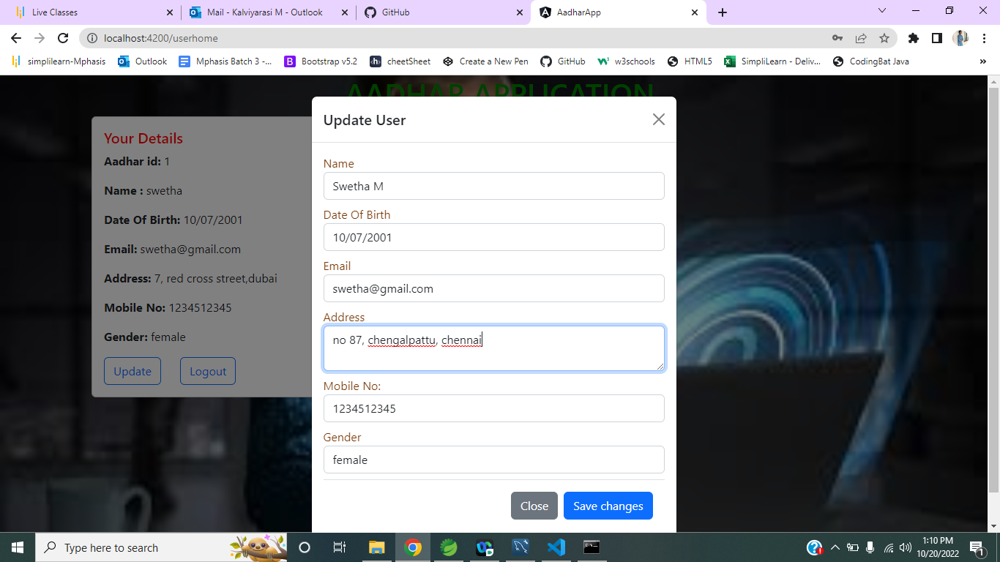 Live Classes
Mail - Kalviyarasi M - Outlook
GitHub
AadharApp
localhost:4200/userhome
simplilearn-Mphasis
Outlook
Mphasis Batch 3 -...
Bootstrap v5.2
cheetSheet
Create a New Pen
GitHub
w3schools
HTML5
SimpliLearn - Deliv...
CodingBat Java
»
AADHAR APPLICATION
Your Details
Aadhar id: 1
Name : swetha
Date Of Birth: 10/07/2001
Email: swetha@gmail.com
Address: 7, red cross street,dubai
Mobile No: 1234512345
Gender: female
Update Logout
Update User
Name
Swetha M
Date Of Birth
10/07/2001
Email
swetha@gmail.com
Address
no 87, chengalpattu, chennai
Mobile No:
1234512345
Gender
female
Close Save changes
Type here to search
1:10 PM
10/20/2022
1